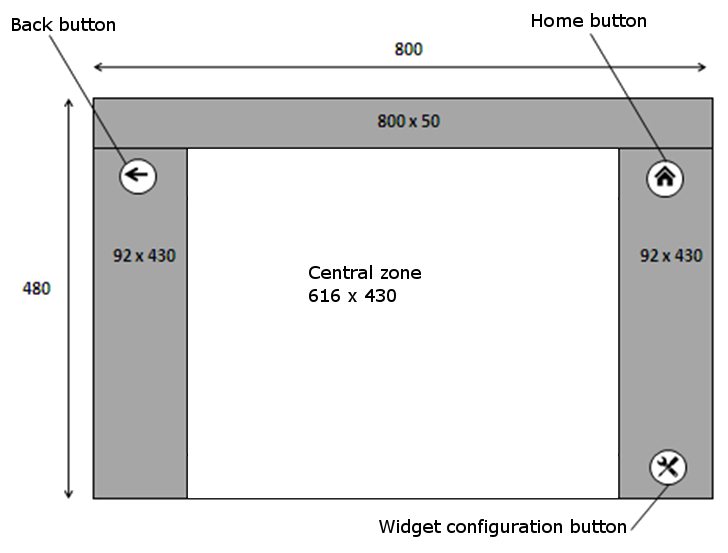 Back button
Home button
800
800 x 50
92 x 430
92 x 430
Central zone
616 x 430
480
Widget configuration button